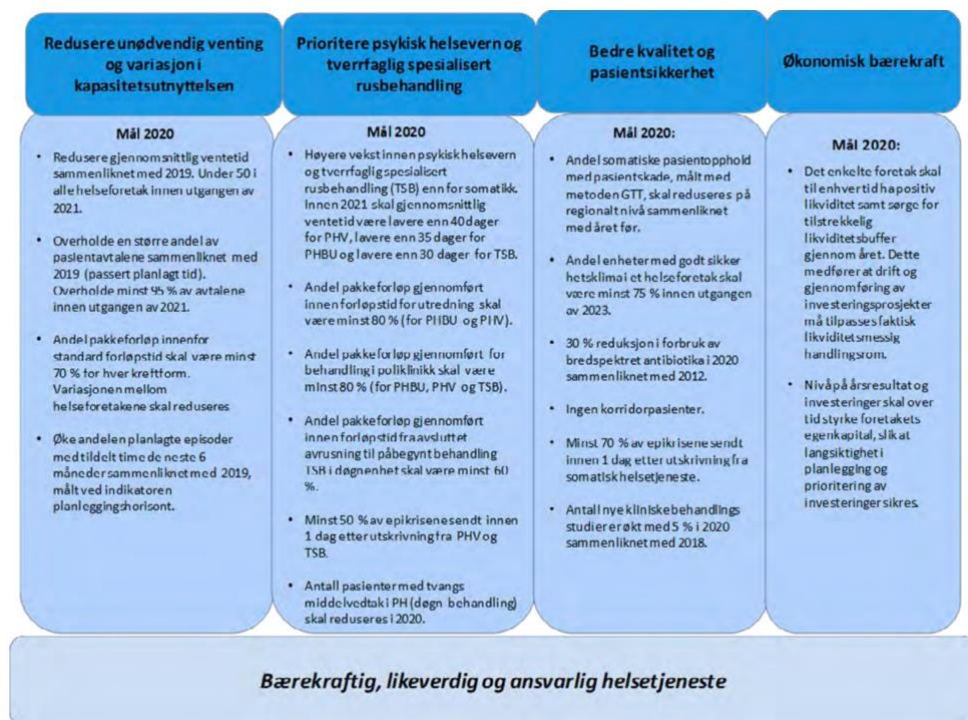 Redusere unødvendig venting
og variasjon i
kapasitetsutnyttelsen
Mål 2020
• Redusere gjennomsnittlig ventetid
sammenliknet med 2019. Under 50 i
alle helseforetak innen utgangen av
2021.
• Overholde en større andel av
pasientavtalene sammenliknet med
2019 (passert planlagt tid).
Overholde minst 95 % av avtalene
innen utgangen av 2021.
• Andel pakkeforløp innenfor
standard forløpstid skal være minst
70 % for hver kreftform.
Variasjonen mellom
helseforetakene skal reduseres
• Øke andelen planlagte episoder
med tildelt time de neste 6
måneder sammenliknet med 2019,
målt ved indikatoren
planleggingshorisont.
Prioritere psykisk helsevern og
tverrfaglig spesialisert
rusbehandling
Mål 2020
• Høyere vekst innen psykisk helsevern
og tverrfaglig spesialisert
rusbehandling (TSB) enn for somatikk.
Innen 2021 skal gjennomsnittlig
ventetid være lavere enn 40 dager
for PHV, lavere enn 35 dager for
PHBU og lavere enn 30 dager for TSB.
• Andel pakkeforløp gjennomført
innen forløpstid for utredning skal
være minst 80 % (for PHBU og PHV).
• Andel pakkeforløp gjennomført for
behandling i poliklinikk skal være
minst 80 % (for PHBU, PHV og TSB).
• Andel pakkeforløp gjennomført
innen forløpstid fra avsluttet
avrusning til påbegynt behandling
TSB i døgnenhet skal være minst 60
%.
• Minst 50 % av epikrisene sendt innen
1 dag etter utskrivning fra PHV og
TSB.
• Antall pasienter med tvangs
middelvedtak i PH (døgn behandling)
skal reduseres i 2020.
Bedre kvalitet og
pasientsikkerhet
Mål 2020:
• Andel somatiske pasientopphold
med pasientskade, målt med
metoden GTT, skal reduseres på
regionalt nivå sammenliknet
med året før.
• Andel enheter med godt sikker
hetsklima i et helseforetak skal
være minst 75 % innen utgangen
av 2023.
• 30 % reduksjon i forbruk av
bredspektret antibiotika i 2020
sammenliknet med 2012.
• Ingen korridorpasienter.
• Minst 70 % av epikrisene sendt
innen 1 dag etter utskrivning fra
somatisk helsetjeneste.
• Antall nye kliniske behandlings
studier er økt med 5 % i 2020
sammenliknet med 2018.
Økonomisk bærekraft
Mål 2020:
• Det enkelte foretak skal
til enhver tid ha positiv
likviditet samt sørge for
tilstrekkelig
likviditetsbuffer
gjennom året. Dette
medfører at drift og
gjennomføring av
investeringsprosjekter
må tilpasses faktisk
likviditetsmessig
handlingsrom.
• Nivå på årsresultat og
investeringer skal over
tid styrke foretakets
egenkapital, slik at
langsiktighet i
planlegging og
prioritering av
investeringer sikres.
Bærekraftig, likeverdig og ansvarlig helsetjeneste